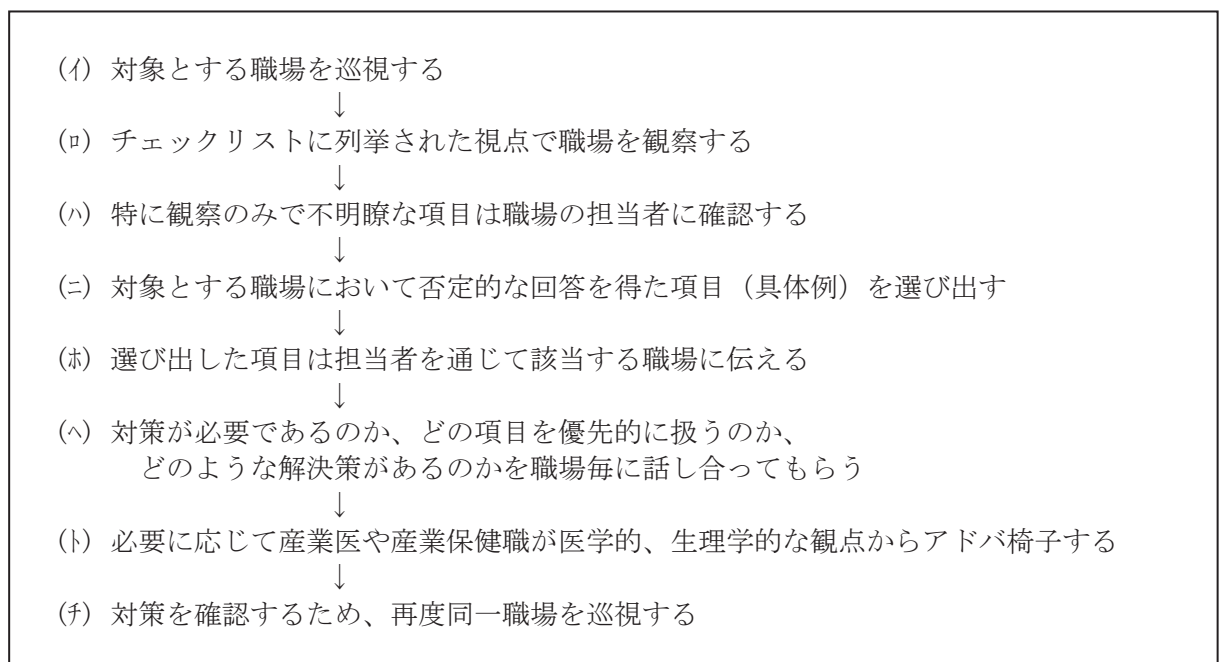 (ｲ) 対象とする職場を巡視する
↓
(ﾛ) チェックリストに列挙された視点で職場を観察する
↓
(ﾊ) 特に観察のみで不明瞭な項目は職場の担当者に確認する
↓
(ﾆ) 対象とする職場において否定的な回答を得た項目（具体例）を選び出す
↓
(ﾎ) 選び出した項目は担当者を通じて該当する職場に伝える
↓
(ﾍ) 対策が必要であるのか、どの項目を優先的に扱うのか、
どのような解決策があるのかを職場毎に話し合ってもらう
↓
(ﾄ) 必要に応じて産業医や産業保健職が医学的、生理学的な観点からアドバ椅子する
↓
(ﾁ) 対策を確認するため、再度同一職場を巡視する